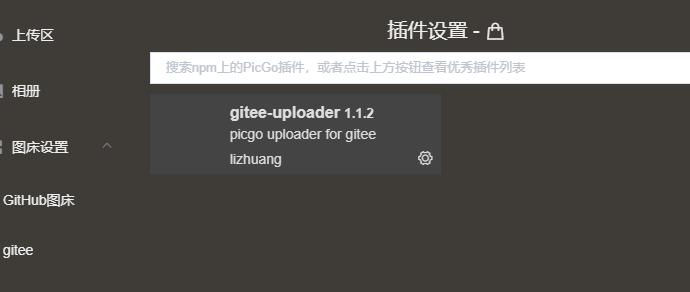 上传区
相册
图床设置
GitHub图床
gitee
插件设置 -
搜索npm上的PicGo插件，或者点击上方按钮查看优秀插件列表
gitee-uploader 1.1.2
picgo uploader for gitee
lizhuang